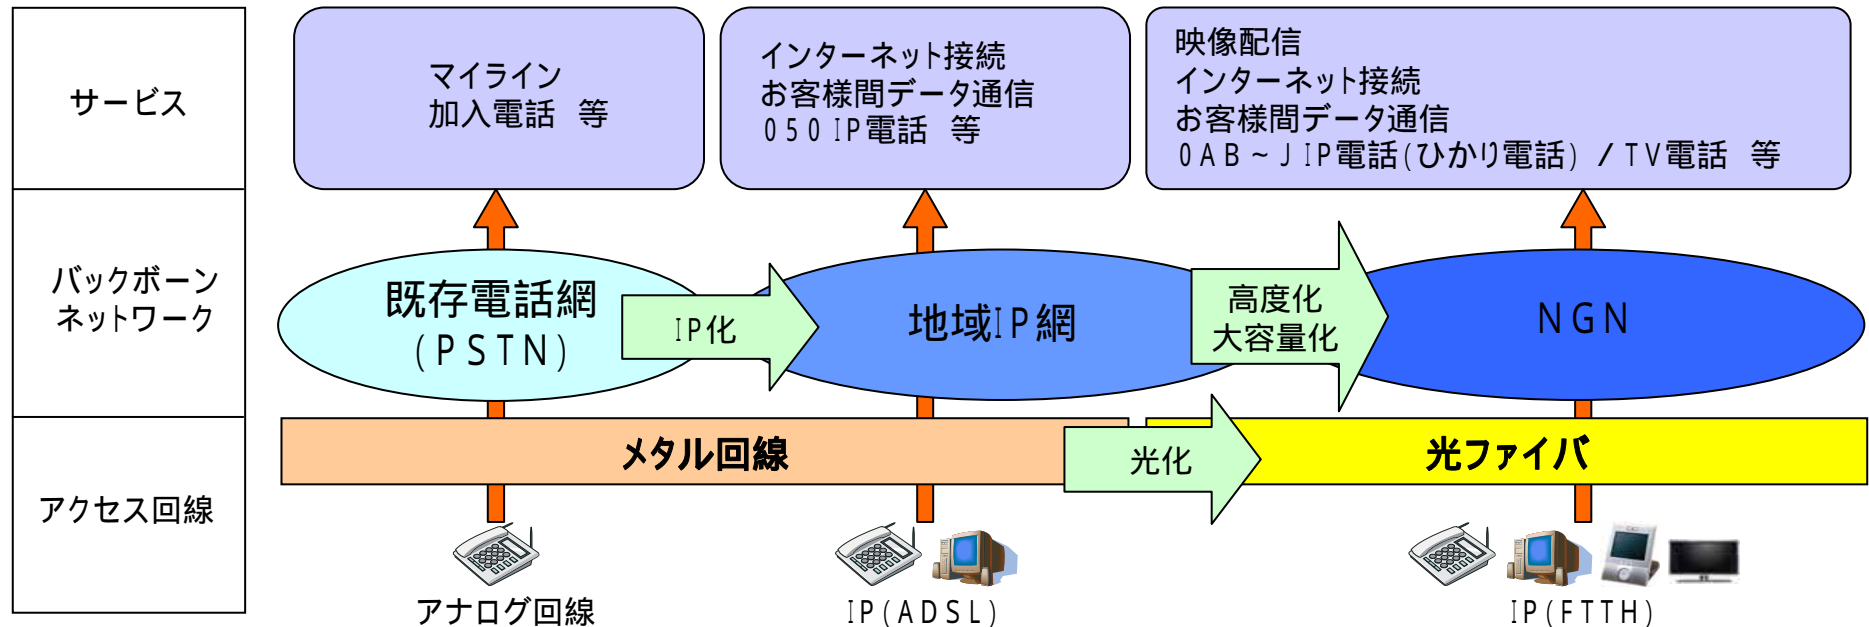 サービス
マイライン
加入電話 等
インターネット接続
お客様間データ通信
050IP電話 等
映像配信
インターネット接続
お客様間データ通信
0AB~JIP電話(ひかり電話)/TV電話 等
バックボーン
ネットワーク
既存電話網
(PSTN)
IP化
地域IP網
高度化
大容量化
NGN
アクセス回線
メタル回線
光化
光ファイバ
アナログ回線
IP(ADSL)
IP(FTTH)